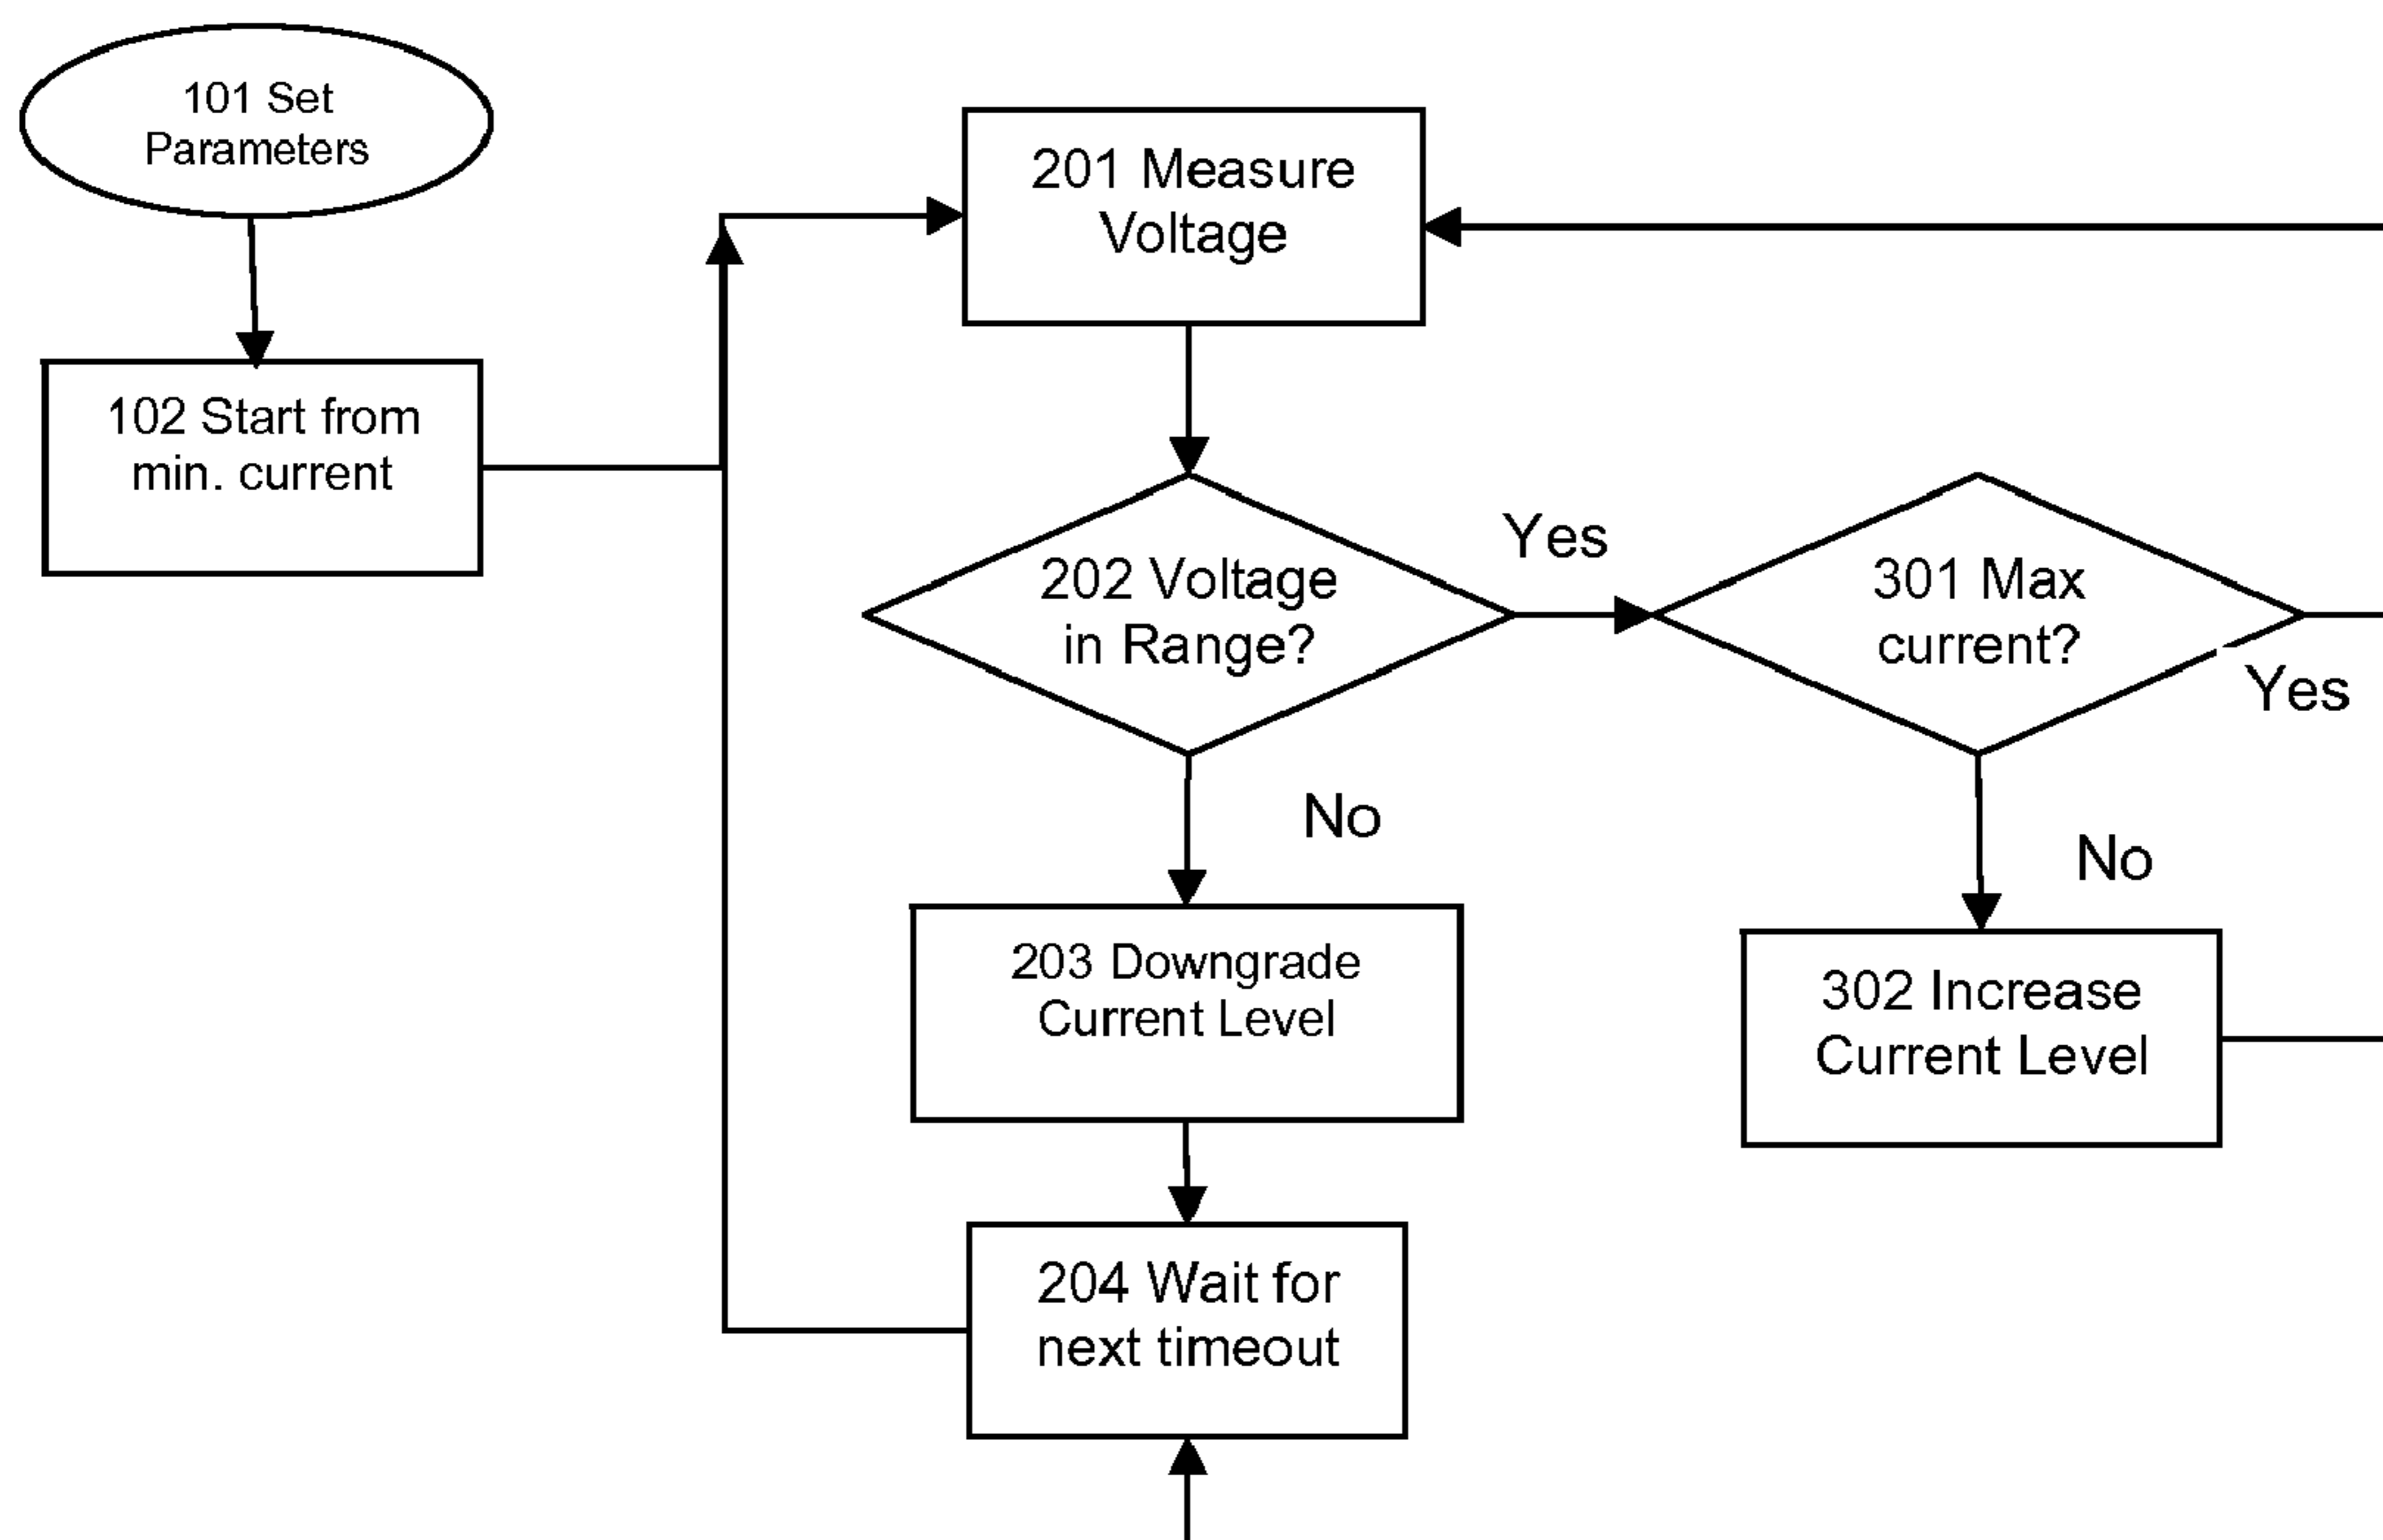 101 Set
Parameters
102 Start from
min. current
201 Measure
Voltage
202 Voltage
in Range?
Yes
301 Max
current?
Yes
No
203 Downgrade
Current Level
No
302 Increase
Current Level
204 Wait for
next timeout